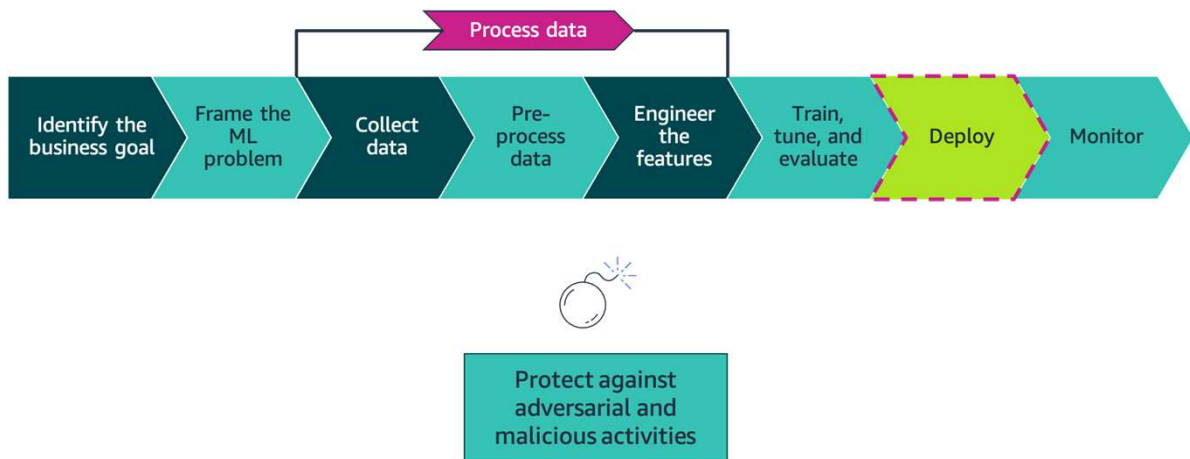 Process data
Identify the
business goal
Frame the
ML
problem
Collect
data
Pre-
process
data
Engineer
the
features
Train,
tune, and
evaluate
Deploy
Monitor
Protect against
adversarial and
malicious activities